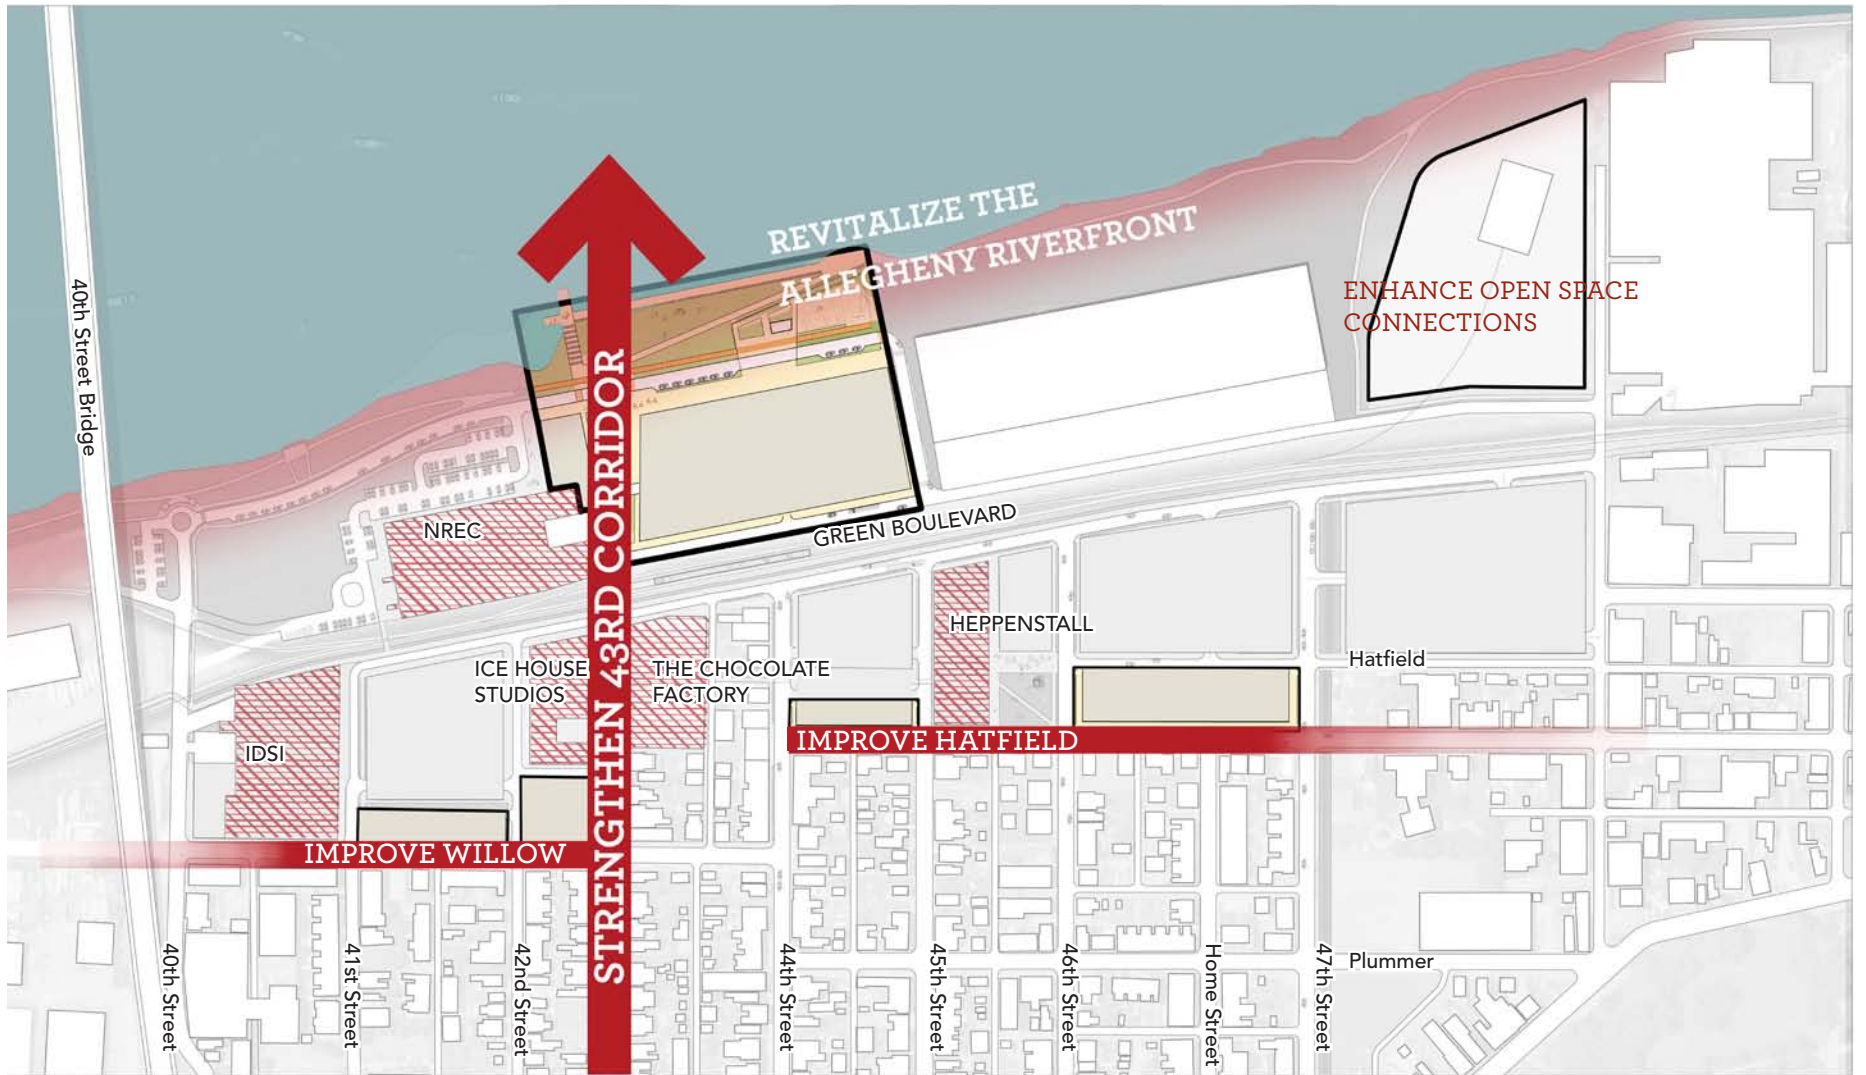 REVITALIZE THE
ALLEGHENY RIVERFRONT
ENHANCE OPEN SPACE
CONNECTIONS
40th Street Bridge
STRENGTHEN 43RD CORRIDOR
NREC
GREEN BOULEVARD
HEPPENSTALL
ICE HOUSE
STUDIOS
THE CHOCOLATE
FACTORY
Hatfield
IDSI
IMPROVE HATFIELD
IMPROVE WILLOW
40th Street
41st Street
42nd Street
44th Street
45th Street
46th Street
Home Street
47th Street
Plummer